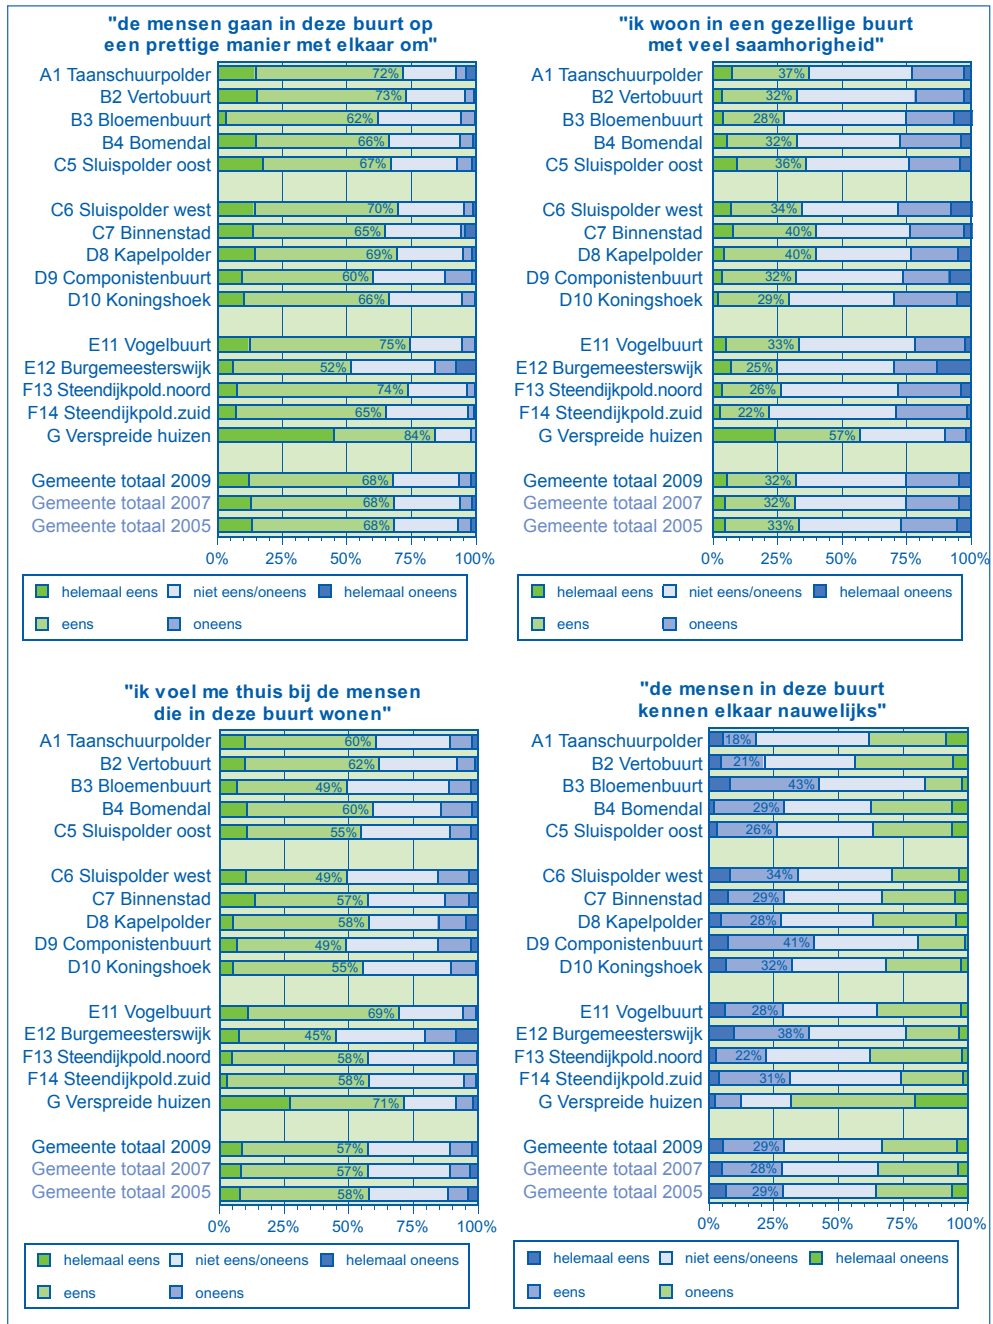 "de mensen gaan in deze buurt op
een prettige manier met elkaar om"
A1 Taanschuurpolder 72%
B2 Vertobuurt 73%
B3 Bloemenbuurt 62%
B4 Bomendal 66%
C5 Sluispolder oost 67%
C6 Sluispolder west 70%
C7 Binnenstad 65%
D8 Kapelpolder 69%
D9 Componistenbuurt 60%
D10 Koningshoek 66%
E11 Vogelbuurt 75%
E12 Burgemeesterswijk 52%
F13 Steendijkpold.noord 74%
F14 Steendijkpold.zuid 65%
G Verspreide huizen 84%
Gemeente totaal 2009 68%
Gemeente totaal 2007 68%
Gemeente totaal 2005 68%
0% 25% 50% 75% 100%
helemaal eens niet eens/oneens helemaal oneens
eens oneens
"ik woon in een gezellige buurt
met veel saamhorigheid"
A1 Taanschuurpolder 37%
B2 Vertobuurt 32%
B3 Bloemenbuurt 28%
B4 Bomendal 32%
C5 Sluispolder oost 36%
C6 Sluispolder west 34%
C7 Binnenstad 40%
D8 Kapelpolder 40%
D9 Componistenbuurt 32%
D10 Koningshoek 29%
E11 Vogelbuurt 33%
E12 Burgemeesterswijk 25%
F13 Steendijkpold.noord 26%
F14 Steendijkpold.zuid 22%
G Verspreide huizen 57%
Gemeente totaal 2009 32%
Gemeente totaal 2007 32%
Gemeente totaal 2005 33%
0% 25% 50% 75% 100%
helemaal eens niet eens/oneens helemaal oneens
eens oneens
"ik voel me thuis bij de mensen
die in deze buurt wonen"
A1 Taanschuurpolder 60%
B2 Vertobuurt 62%
B3 Bloemenbuurt 49%
B4 Bomendal 60%
C5 Sluispolder oost 55%
C6 Sluispolder west 49%
C7 Binnenstad 57%
D8 Kapelpolder 58%
D9 Componistenbuurt 49%
D10 Koningshoek 55%
E11 Vogelbuurt 69%
E12 Burgemeesterswijk 45%
F13 Steendijkpold.noord 58%
F14 Steendijkpold.zuid 58%
G Verspreide huizen 71%
Gemeente totaal 2009 57%
Gemeente totaal 2007 57%
Gemeente totaal 2005 58%
0% 25% 50% 75% 100%
helemaal eens niet eens/oneens helemaal oneens
eens oneens
"de mensen in deze buurt
kennen elkaar nauwelijks"
A1 Taanschuurpolder 18%
B2 Vertobuurt 21%
B3 Bloemenbuurt 43%
B4 Bomendal 29%
C5 Sluispolder oost 26%
C6 Sluispolder west 34%
C7 Binnenstad 29%
D8 Kapelpolder 28%
D9 Componistenbuurt 41%
D10 Koningshoek 32%
E11 Vogelbuurt 28%
E12 Burgemeesterswijk 38%
F13 Steendijkpold.noord 22%
F14 Steendijkpold.zuid 31%
G Verspreide huizen
Gemeente totaal 2009 29%
Gemeente totaal 2007 28%
Gemeente totaal 2005 29%
0% 25% 50% 75% 100%
helemaal eens niet eens/oneens helemaal oneens
eens oneens